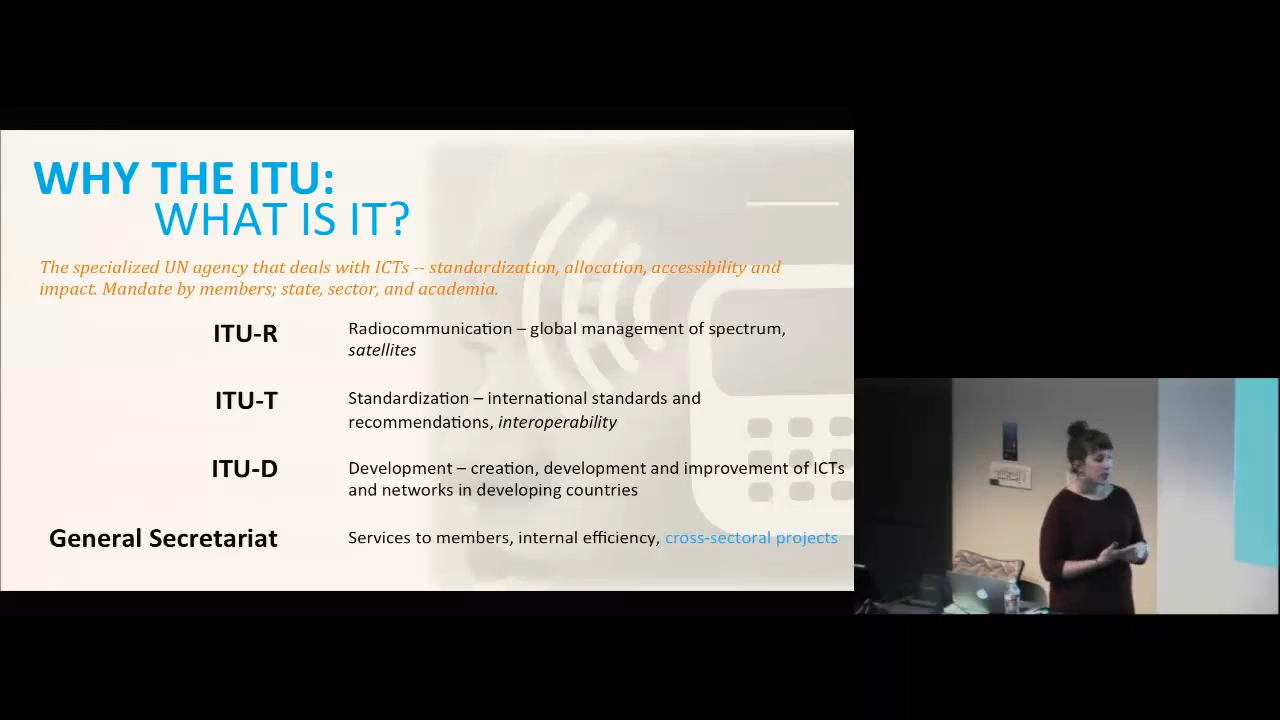 WHY THE ITU:
WHAT IS IT?
The specialized UN agency that deals with ICTs -- standardization, allocation, accessibility and
impact. Mandate by members; state, sector, and academia.
ITU-R
Radiocommunication – global management of spectrum,
satellites
ITU-T
Standardization – international standards and
recommendations, interoperability
ITU-D
Development – creation, development and improvement of ICTs
and networks in developing countries
General Secretariat
Services to members, internal efficiency, cross-sectoral projects